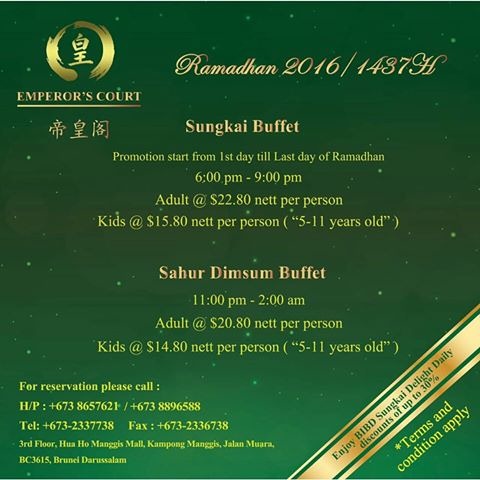 皇
EMPEROR'S COURT
帝皇阁
Ramadhan 2016/1437H
Sungkai Buffet
Promotion start from 1st day till Last day of Ramadhan
6:00 pm - 9:00 pm
Adult @ $22.80 nett per person
Kids @ $15.80 nett per person ( “5-11 years old” )
Sahur Dimsum Buffet
11:00 pm - 2:00 am
Adult @ $20.80 nett per person
Kids @ $14.80 nett per person ( “5-11 years old” )
For reservation please call :
H/P : +673 8657621 / +673 8896588
Tel: +673-2337738 Fax : +673-2336738
3rd Floor, Hua Ho Manggis Mall, Kampong Manggis, Jalan Muara,
BC3615, Brunei Darussalam
Enjoy BIBD Sungkai Delight Daily
discounts of up to 30%
*Terms and
condition apply